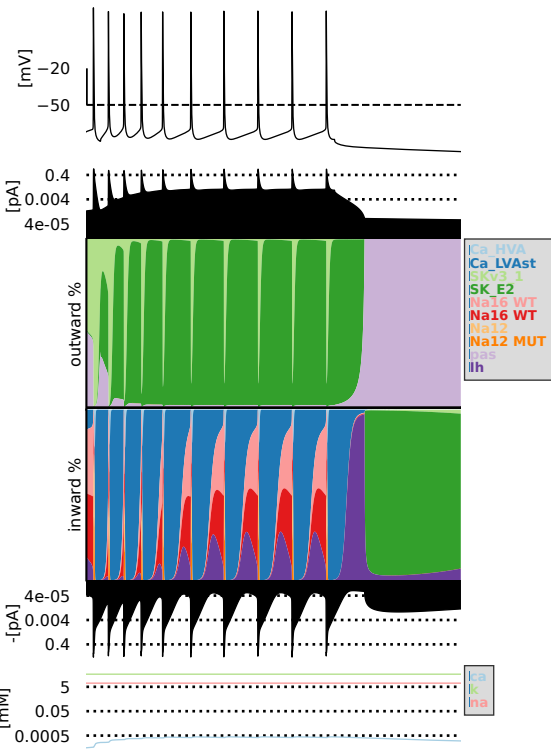 [mV]
−20
−50
[pA]
0.4
0.004
4e-05
outward %
Ca_HVA
Ca_LVAst
SKv3_1
SK_E2
Na16 WT
Na16 WT
Na12
Na12 MUT
pas
Ih
inward %
-[pA]
4e-05
0.004
0.4
[mM]
5
0.05
0.0005
ca
k
na